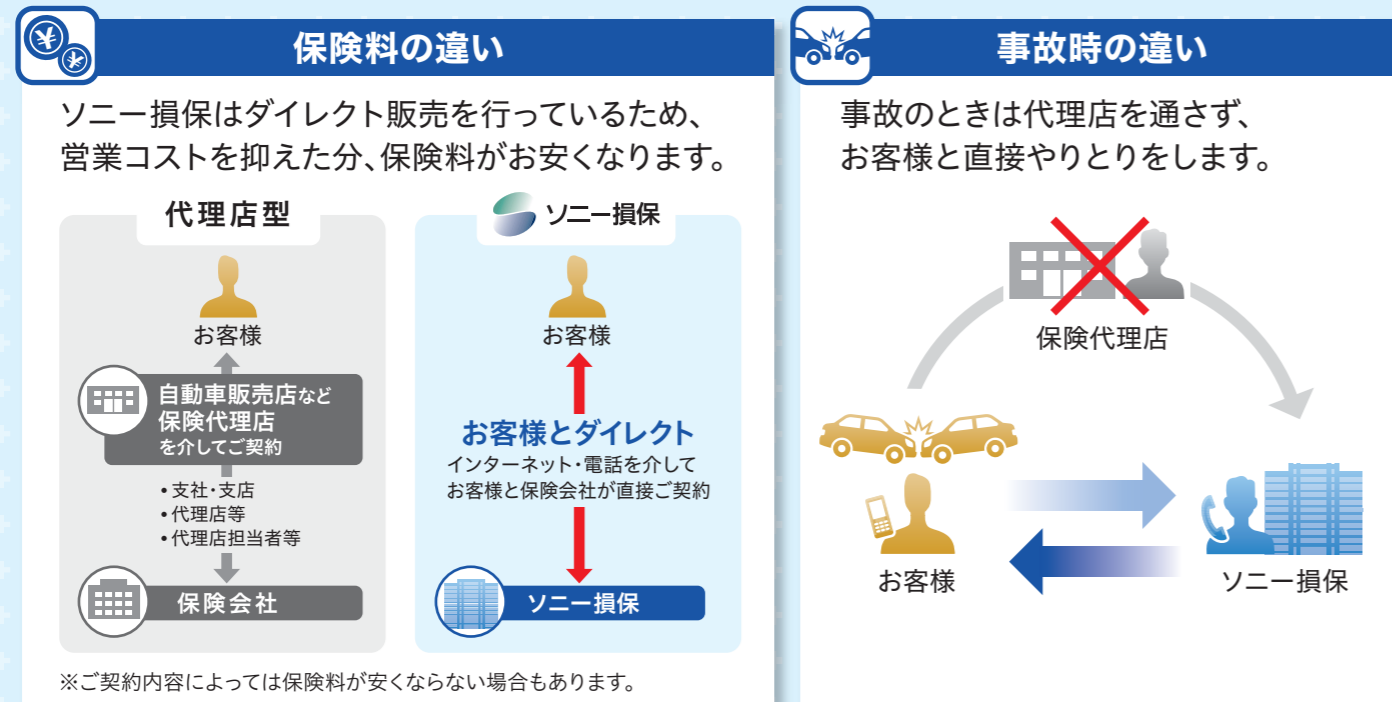 保険料の違い
ソニー損保はダイレクト販売を行っているため、
営業コストを抑えた分、保険料がお安くなります。
代理店型
お客様
自動車販売店など
保険代理店
を介してご契約
•支社・支店
•代理店等
•代理店担当者等
保険会社
ソニー損保
お客様
お客様とダイレクト
インターネット・電話を介して
お客様と保険会社が直接ご契約
ソニー損保
※ご契約内容によっては保険料が安くならない場合もあります。
事故時の違い
事故のときは代理店を通さず、
お客様と直接やりとりをします。
保険代理店
お客様
ソニー損保